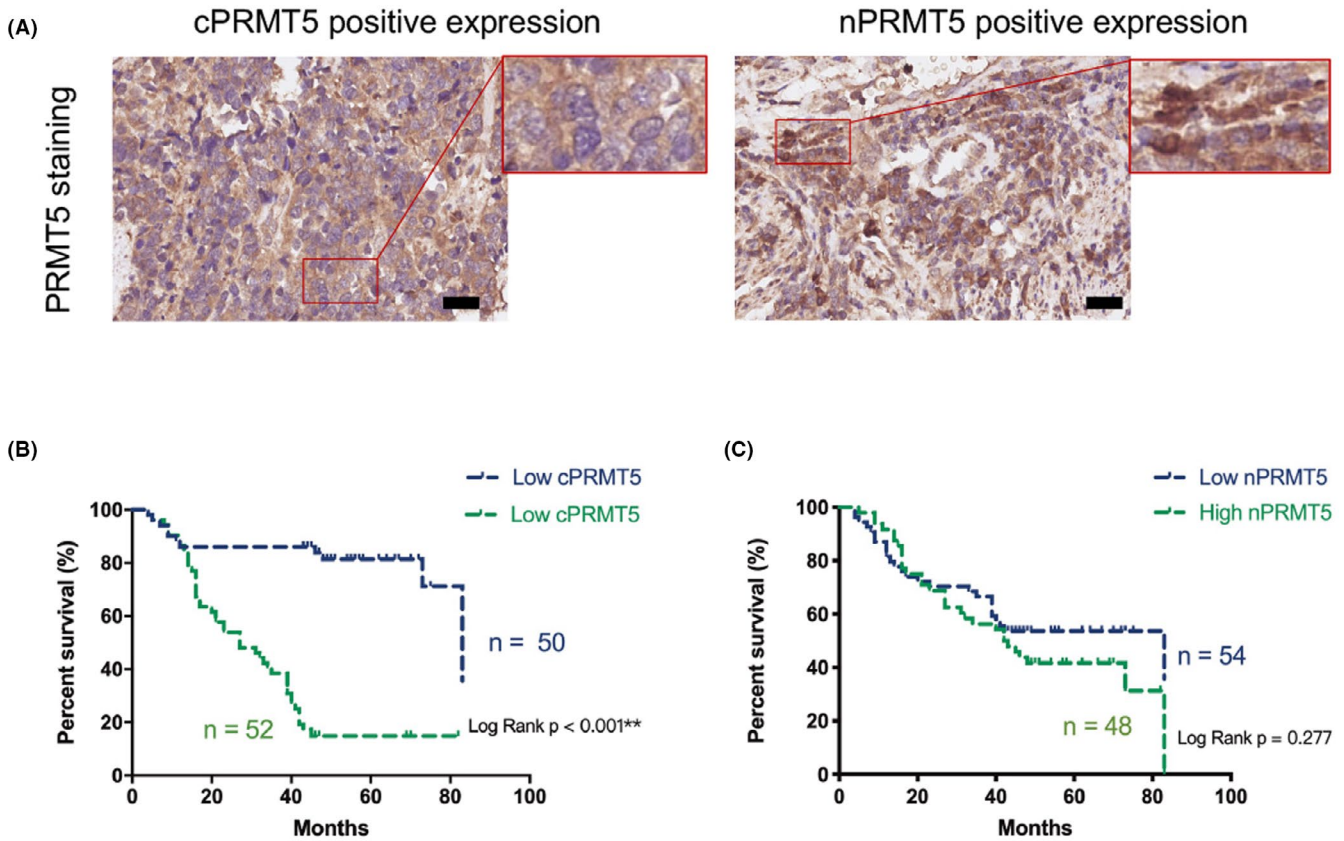 (A)
cPRMT5 positive expression
nPRMT5 positive expression
PRMT5 staining
(B)
Low cPRMT5
Low cPRMT5
Percent survival (%)
100
80
60
40
20
0
n = 50
n = 52
Log Rank p < 0.001**
0 20 40 60 80 100
Months
(C)
Low nPRMT5
High nPRMT5
Percent survival (%)
100
80
60
40
20
0
n = 54
n = 48
Log Rank p = 0.277
0 20 40 60 80 100
Months